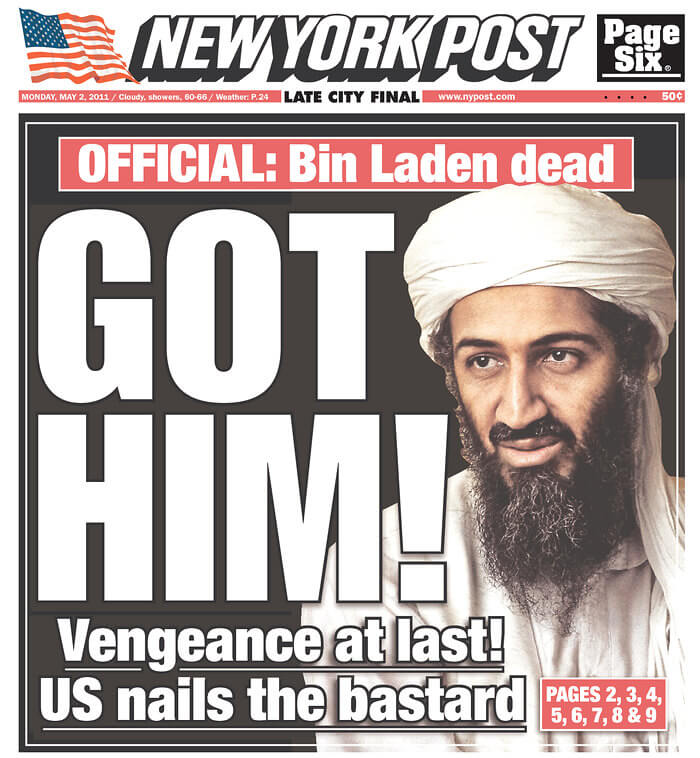 NEW YORK POST
Page
Six®
MONDAY, MAY 2, 2011 / Cloudy, showers, 60-66 / Weather: P.24 LATE CITY FINAL www.nypost.com • • • • 50¢
OFFICIAL: Bin Laden dead
GOT
HIM!
Vengeance at last!
US nails the bastard
PAGES 2, 3, 4,
5, 6, 7, 8 & 9